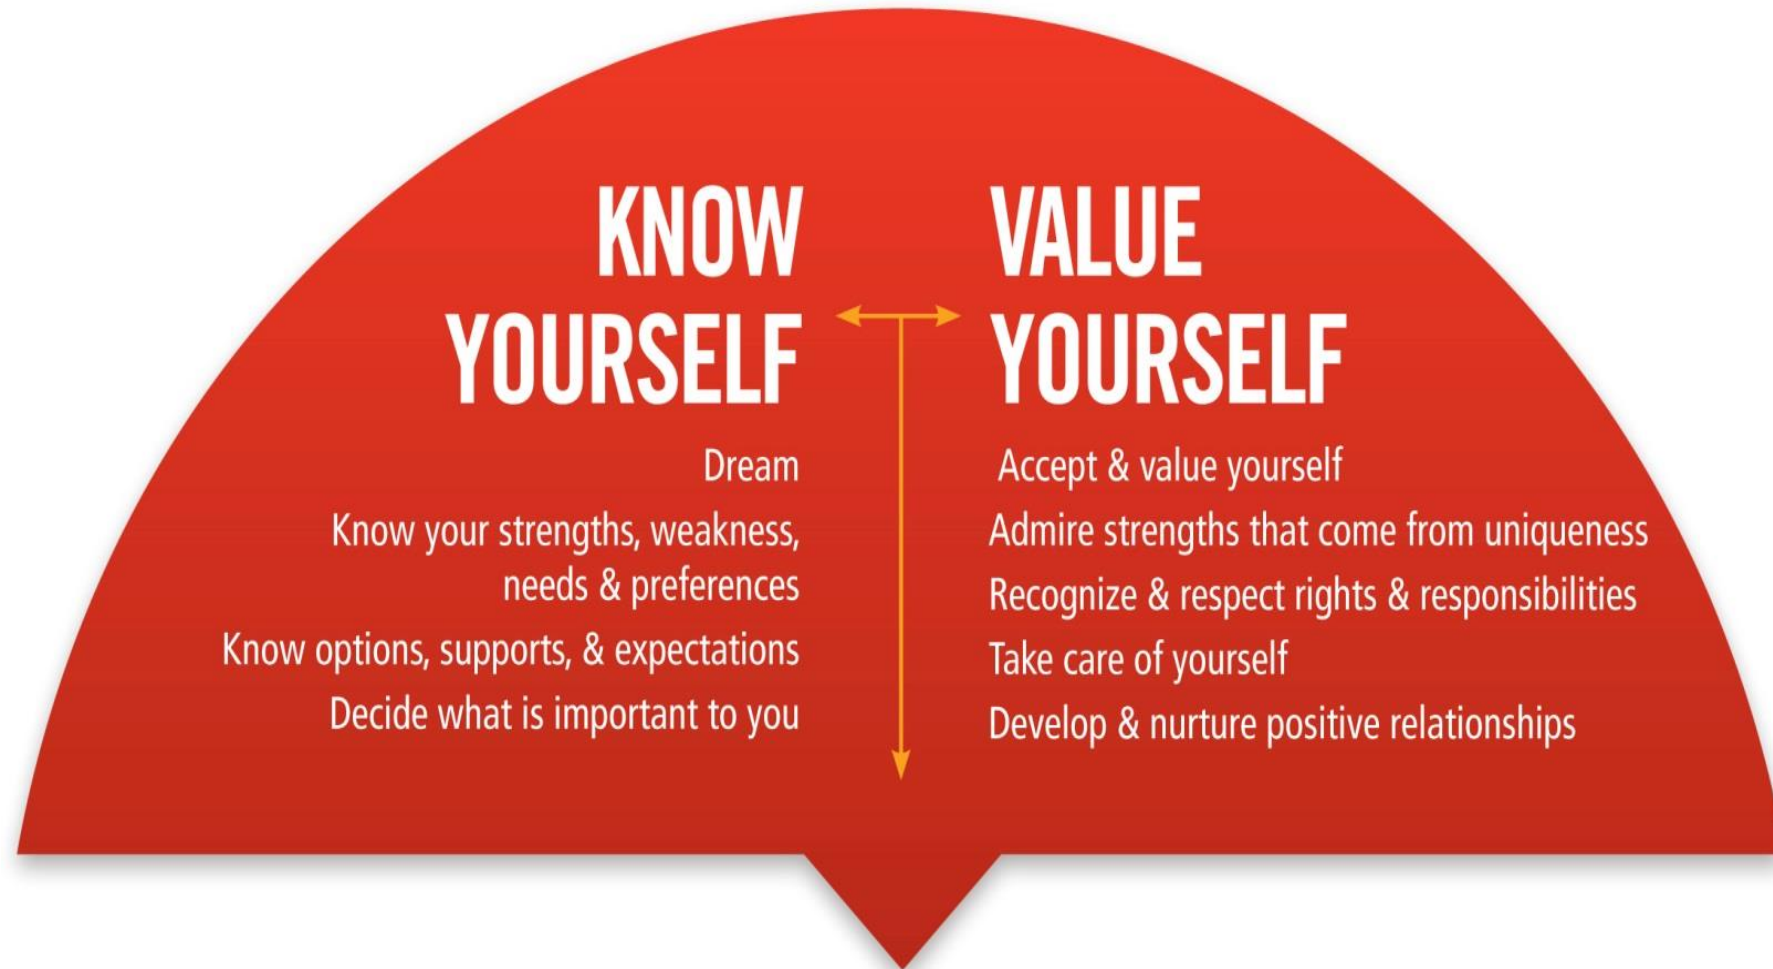 KNOW
YOURSELF
Dream
Know your strengths, weakness,
needs & preferences
Know options, supports, & expectations
Decide what is important to you
VALUE
YOURSELF
Accept & value yourself
Admire strengths that come from uniqueness
Recognize & respect rights & responsibilities
Take care of yourself
Develop & nurture positive relationships